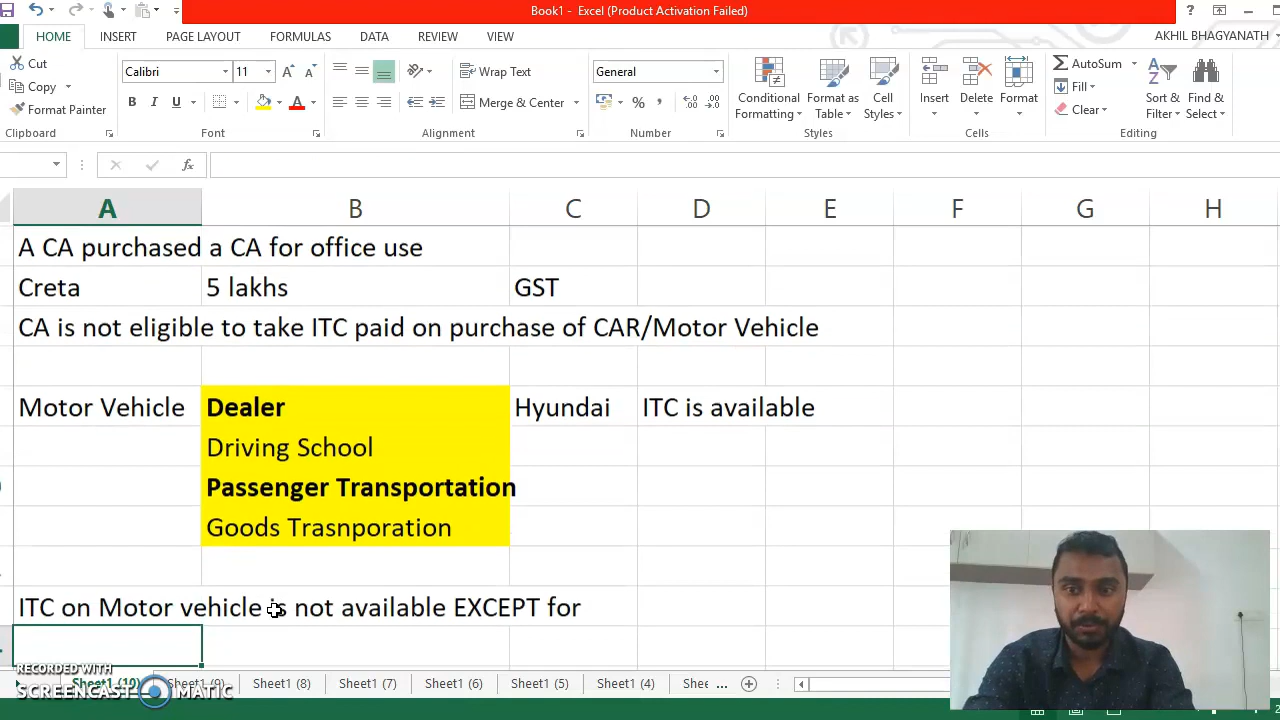 Book1 - Excel (Product Activation Failed)
HOME INSERT PAGE LAYOUT FORMULAS DATA REVIEW VIEW AKHIL BHAGYANATH
Cut
Copy
Format Painter
Calibri 11
B I U
Wrap Text
Merge & Center
General
%
Conditional Formatting
Format as Table
Cell Styles
Insert Delete Format
AutoSum
Fill
Clear
Sort & Filter
Find & Select
Clipboard Font Alignment Number Styles Cells Editing
A B C D E F G H
A CA purchased a CA for office use
Creta 5 lakhs GST
CA is not eligible to take ITC paid on purchase of CAR/Motor Vehicle
Motor Vehicle Dealer Hyundai ITC is available
Driving School
Passenger Transportation
Goods Trasnporation
ITC on Motor vehicle is not available EXCEPT for
Sheet1 (10) Sheet1 (9) Sheet1 (8) Sheet1 (7) Sheet1 (6) Sheet1 (5) Sheet1 (4) Shee ...
RECORDED WITH
SCREENCAST MATIC